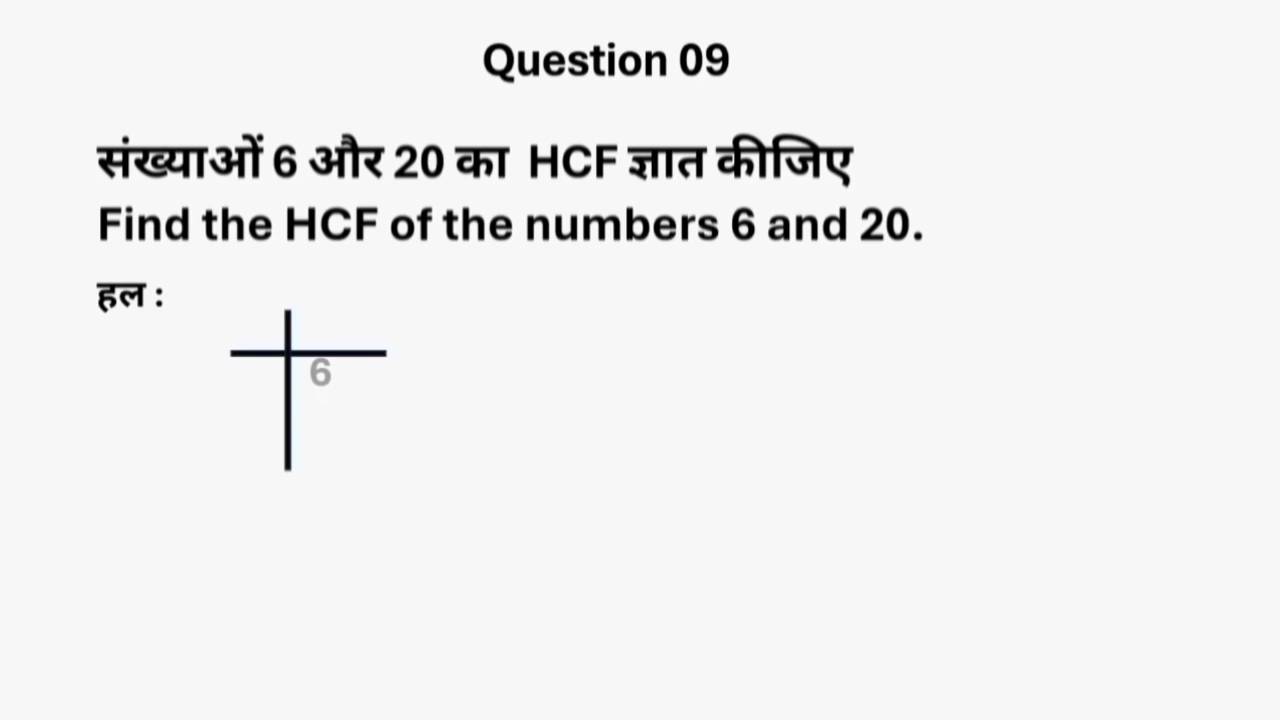 Question 09
संख्याओं 6 और 20 का HCF ज्ञात कीजिए
Find the HCF of the numbers 6 and 20.
हल :
6